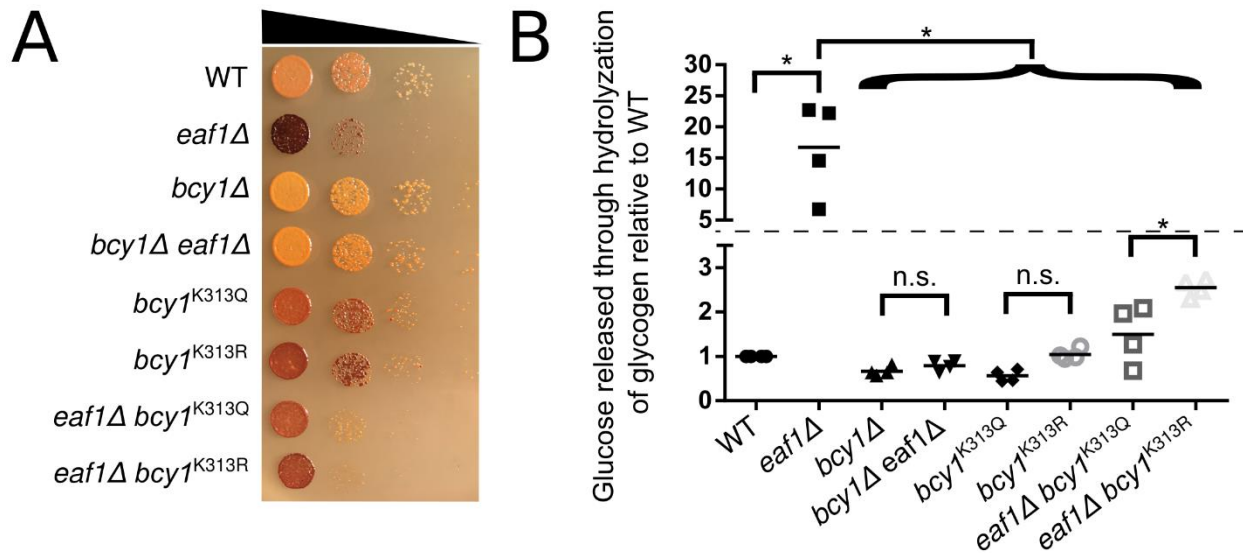 A
WT
eaf1Δ
bcy1Δ
bcy1Δ eaf1Δ
bcy1K313Q
bcy1K313R
eaf1Δ bcy1K313Q
eaf1Δ bcy1K313R
B
Glucose released through hydrolyzation
of glycogen relative to WT
*
*
30
25
20
15
10
5
*
3
n.s.
n.s.
2
1
0
WT
eaf1Δ
bcy1Δ
bcy1Δ eaf1Δ
bcy1K313Q
bcy1K313R
eaf1Δ bcy1K313Q
eaf1Δ bcy1K313R